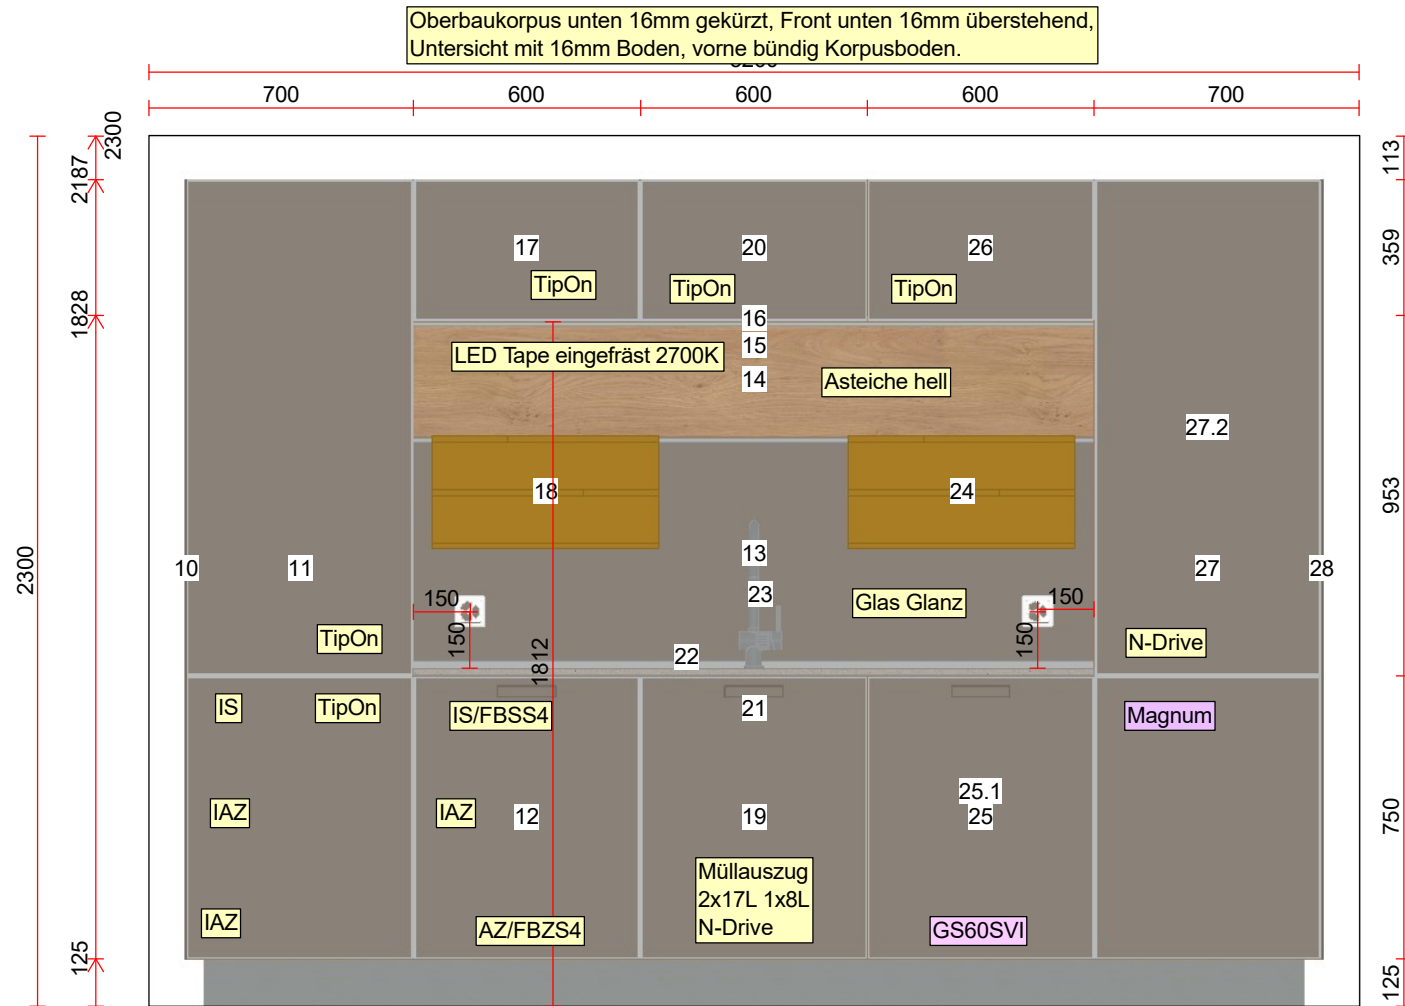 Oberbaukorpus unten 16mm gekürzt, Front unten 16mm überstehend,
Untersicht mit 16mm Boden, vorne bündig Korpusboden.
700 600 600 600 700
2300
2187
113
17 20 26
359
TipOn TipOn TipOn
1828
16
15
LED Tape eingefräst 2700K
14
Asteiche hell
27.2
18 24
953
13
10 11 27 28
2300
23
Glas Glanz
150 150
150 150
TipOn
N-Drive
1812
22
IS TipOn IS/FBSS4 21 Magnum
25.1
IAZ IAZ 12 19 25
750
Müllauszug
2x17L 1x8L
N-Drive
IAZ AZ/FBZS4 GS60SVI
125 125